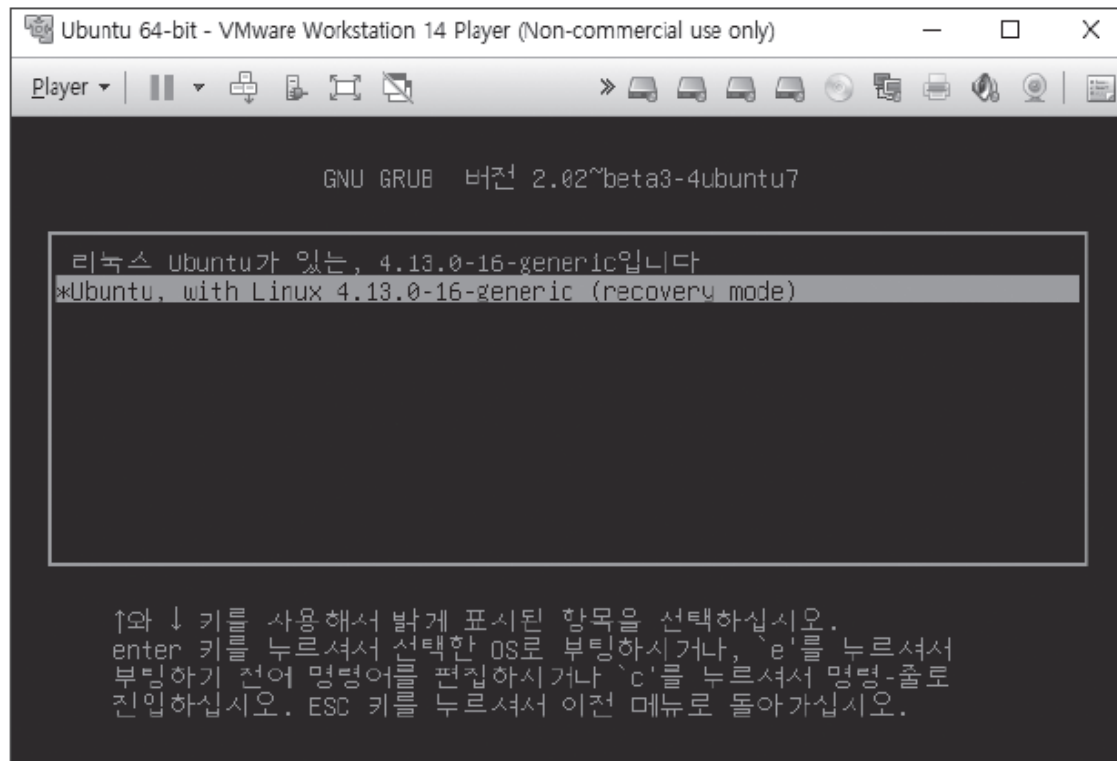 Ubuntu 64-bit - VMware Workstation 14 Player (Non-commercial use only)
Player
GNU GRUB 버전 2.02~beta3-4ubuntu7
리눅스 Ubuntu가 있는, 4.13.0-16-generic입니다
*Ubuntu, with Linux 4.13.0-16-generic (recovery mode)
↑와 ↓ 키를 사용해서 밝게 표시된 항목을 선택하십시오.
enter 키를 누르셔서 선택한 OS로 부팅하시거나, `e'를 누르셔서
부팅하기 전에 명령어를 편집하시거나 `c'를 누르셔서 명령-줄로
진입하십시오. ESC 키를 누르셔서 이전 메뉴로 돌아가십시오.